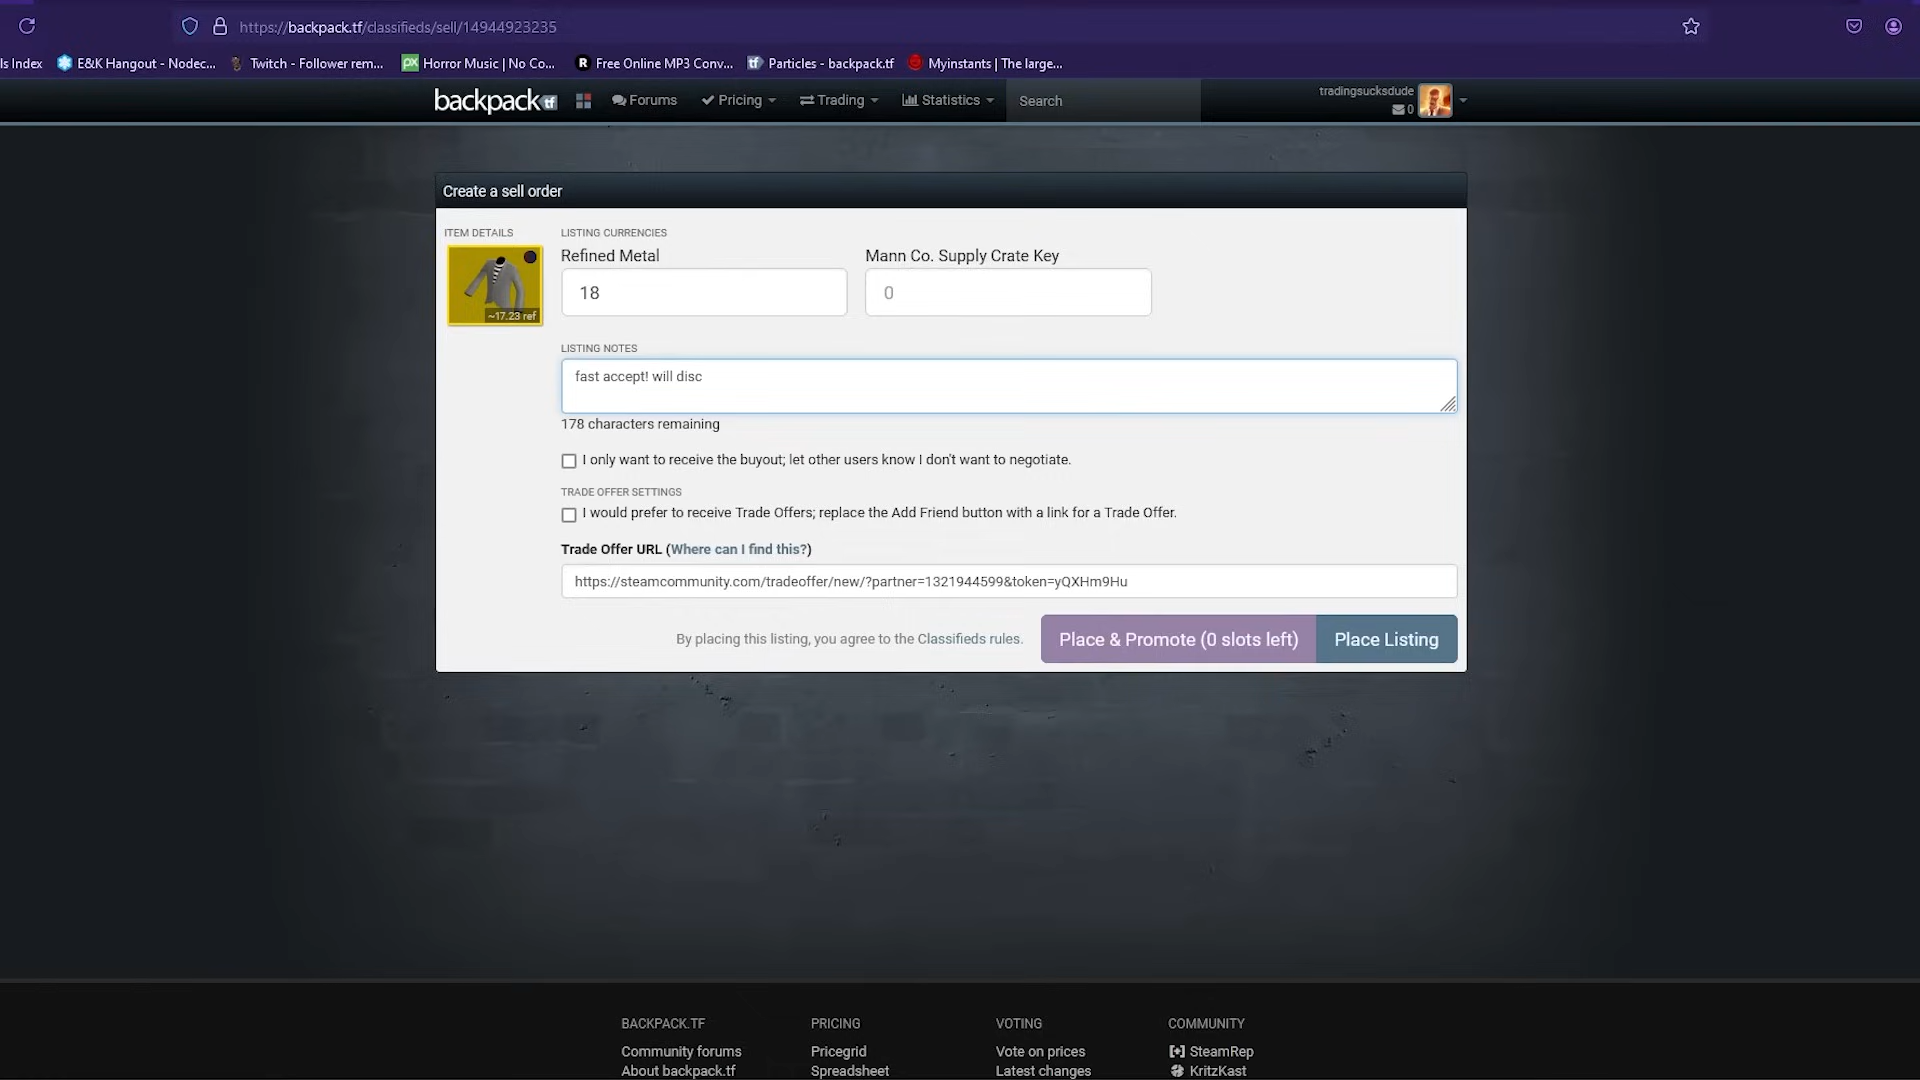 https://backpack.tf/classifieds/sell/14944923235
ls Index E&K Hangout - Nodec... Twitch - Follower rem... Horror Music | No Co... Free Online MP3 Conv... Particles - backpack.tf Myinstants | The large...
backpack tf Forums Pricing Trading Statistics Search tradingsucksdude
0
Create a sell order
ITEM DETAILS LISTING CURRENCIES
Refined Metal Mann Co. Supply Crate Key
18 0
~17.23 ref
LISTING NOTES
fast accept! will disc
178 characters remaining
I only want to receive the buyout; let other users know I don't want to negotiate.
TRADE OFFER SETTINGS
I would prefer to receive Trade Offers; replace the Add Friend button with a link for a Trade Offer.
Trade Offer URL (Where can I find this?)
https://steamcommunity.com/tradeoffer/new/?partner=1321944599&token=yQXHm9Hu
By placing this listing, you agree to the Classifieds rules. Place & Promote (0 slots left) Place Listing
BACKPACK.TF PRICING VOTING COMMUNITY
Community forums Pricegrid Vote on prices SteamRep
About backpack.tf Spreadsheet Latest changes KritzKast